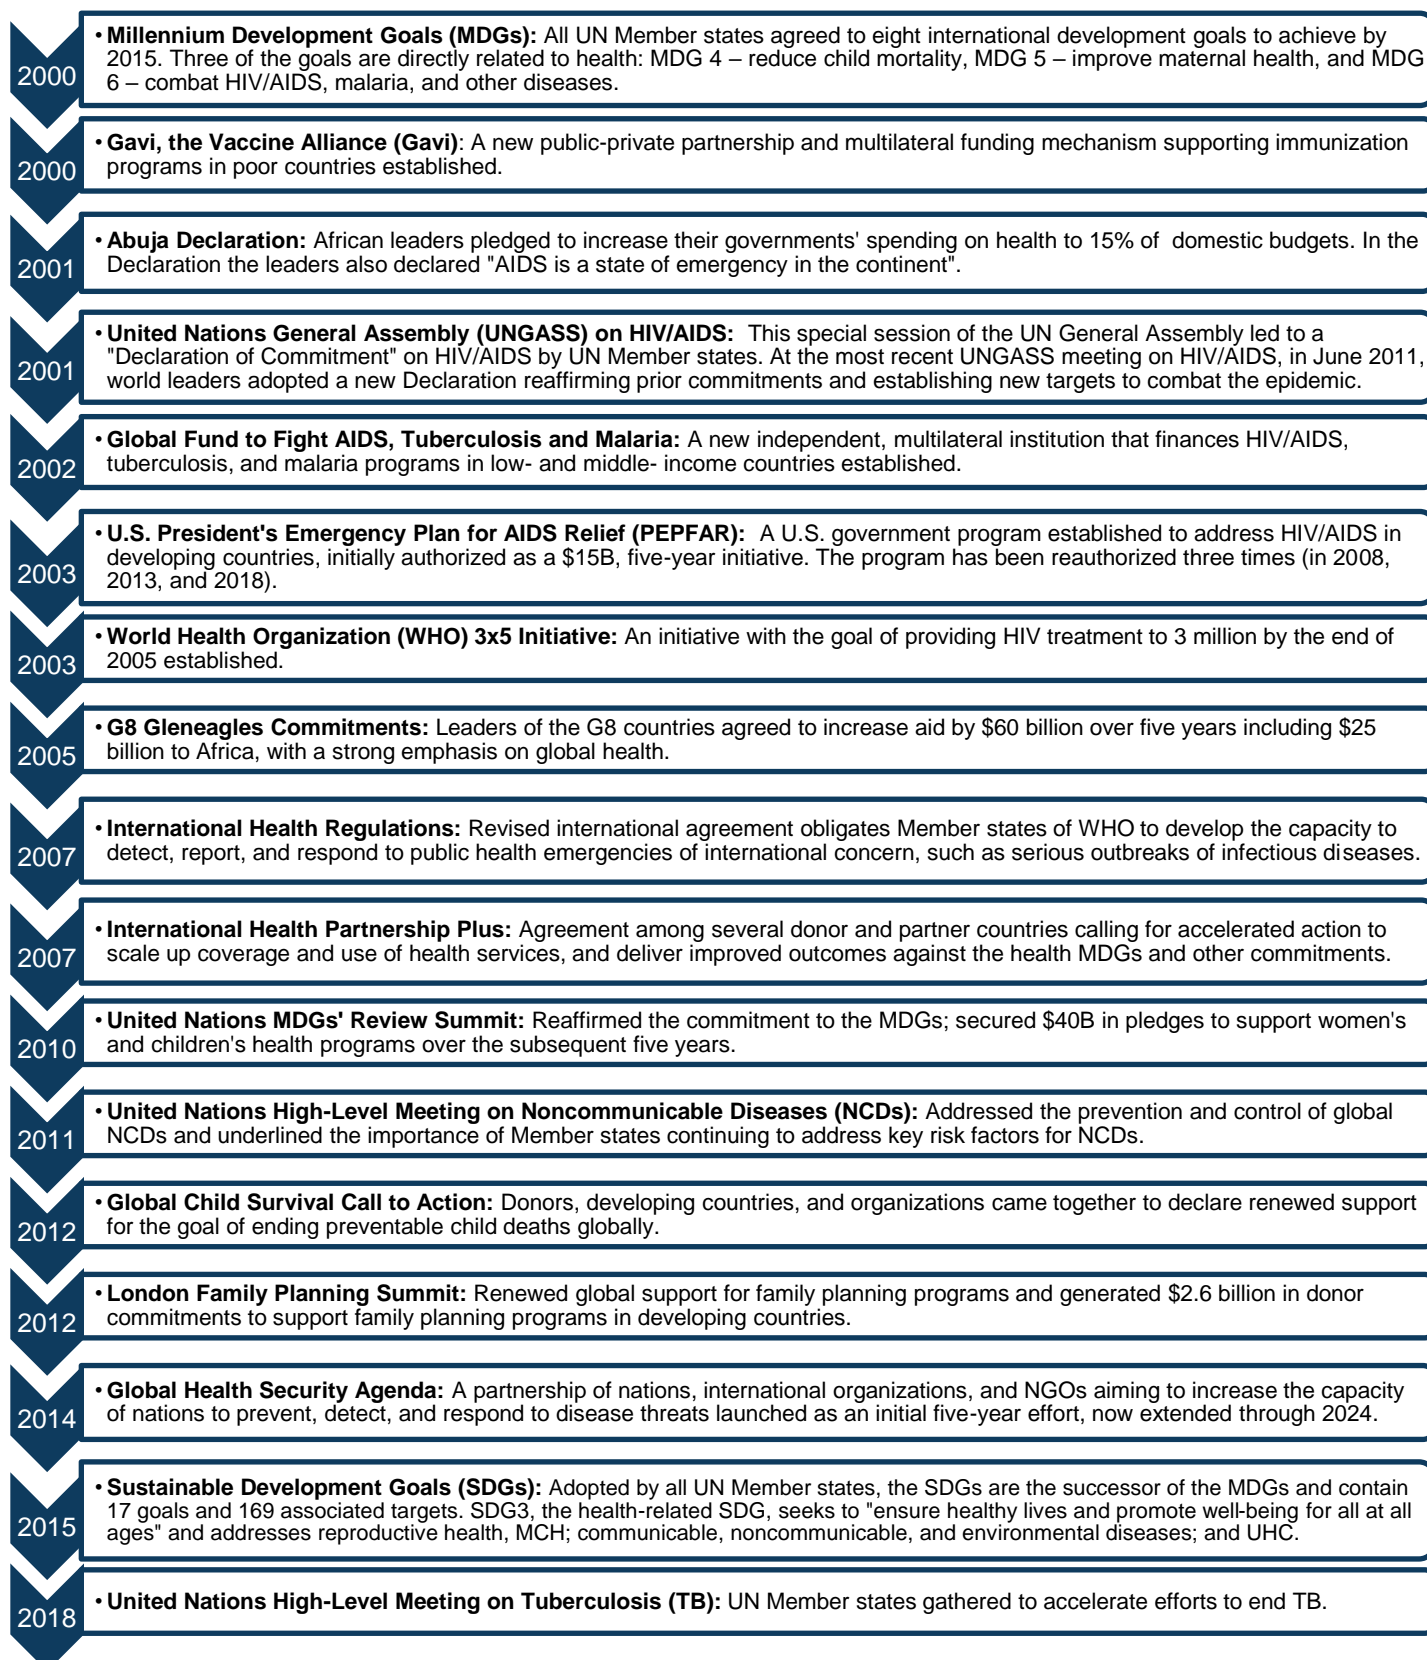 2000
• Millennium Development Goals (MDGs): All UN Member states agreed to eight international development goals to achieve by
2015. Three of the goals are directly related to health: MDG 4 – reduce child mortality, MDG 5 – improve maternal health, and MDG
6 – combat HIV/AIDS, malaria, and other diseases.
2000
• Gavi, the Vaccine Alliance (Gavi): A new public-private partnership and multilateral funding mechanism supporting immunization
programs in poor countries established.
2001
• Abuja Declaration: African leaders pledged to increase their governments' spending on health to 15% of  domestic budgets. In the
Declaration the leaders also declared "AIDS is a state of emergency in the continent".
2001
• United Nations General Assembly (UNGASS) on HIV/AIDS:  This special session of the UN General Assembly led to a
"Declaration of Commitment" on HIV/AIDS by UN Member states. At the most recent UNGASS meeting on HIV/AIDS, in June 2011,
world leaders adopted a new Declaration reaffirming prior commitments and establishing new targets to combat the epidemic.
2002
• Global Fund to Fight AIDS, Tuberculosis and Malaria: A new independent, multilateral institution that finances HIV/AIDS,
tuberculosis, and malaria programs in low- and middle- income countries established.
2003
• U.S. President's Emergency Plan for AIDS Relief (PEPFAR):  A U.S. government program established to address HIV/AIDS in
developing countries, initially authorized as a $15B, five-year initiative. The program has been reauthorized three times (in 2008,
2013, and 2018).
2003
• World Health Organization (WHO) 3x5 Initiative: An initiative with the goal of providing HIV treatment to 3 million by the end of
2005 established.
2005
• G8 Gleneagles Commitments: Leaders of the G8 countries agreed to increase aid by $60 billion over five years including $25
billion to Africa, with a strong emphasis on global health.
2007
• International Health Regulations: Revised international agreement obligates Member states of WHO to develop the capacity to
detect, report, and respond to public health emergencies of international concern, such as serious outbreaks of infectious diseases.
2007
• International Health Partnership Plus: Agreement among several donor and partner countries calling for accelerated action to
scale up coverage and use of health services, and deliver improved outcomes against the health MDGs and other commitments.
2010
• United Nations MDGs' Review Summit: Reaffirmed the commitment to the MDGs; secured $40B in pledges to support women's
and children's health programs over the subsequent five years.
2011
• United Nations High-Level Meeting on Noncommunicable Diseases (NCDs): Addressed the prevention and control of global
NCDs and underlined the importance of Member states continuing to address key risk factors for NCDs.
2012
• Global Child Survival Call to Action: Donors, developing countries, and organizations came together to declare renewed support
for the goal of ending preventable child deaths globally.
2012
• London Family Planning Summit: Renewed global support for family planning programs and generated $2.6 billion in donor
commitments to support family planning programs in developing countries.
2014
• Global Health Security Agenda: A partnership of nations, international organizations, and NGOs aiming to increase the capacity
of nations to prevent, detect, and respond to disease threats launched as an initial five-year effort, now extended through 2024.
2015
• Sustainable Development Goals (SDGs): Adopted by all UN Member states, the SDGs are the successor of the MDGs and contain
17 goals and 169 associated targets. SDG3, the health-related SDG, seeks to "ensure healthy lives and promote well-being for all at all
ages" and addresses reproductive health, MCH; communicable, noncommunicable, and environmental diseases; and UHC.
2018
• United Nations High-Level Meeting on Tuberculosis (TB): UN Member states gathered to accelerate efforts to end TB.